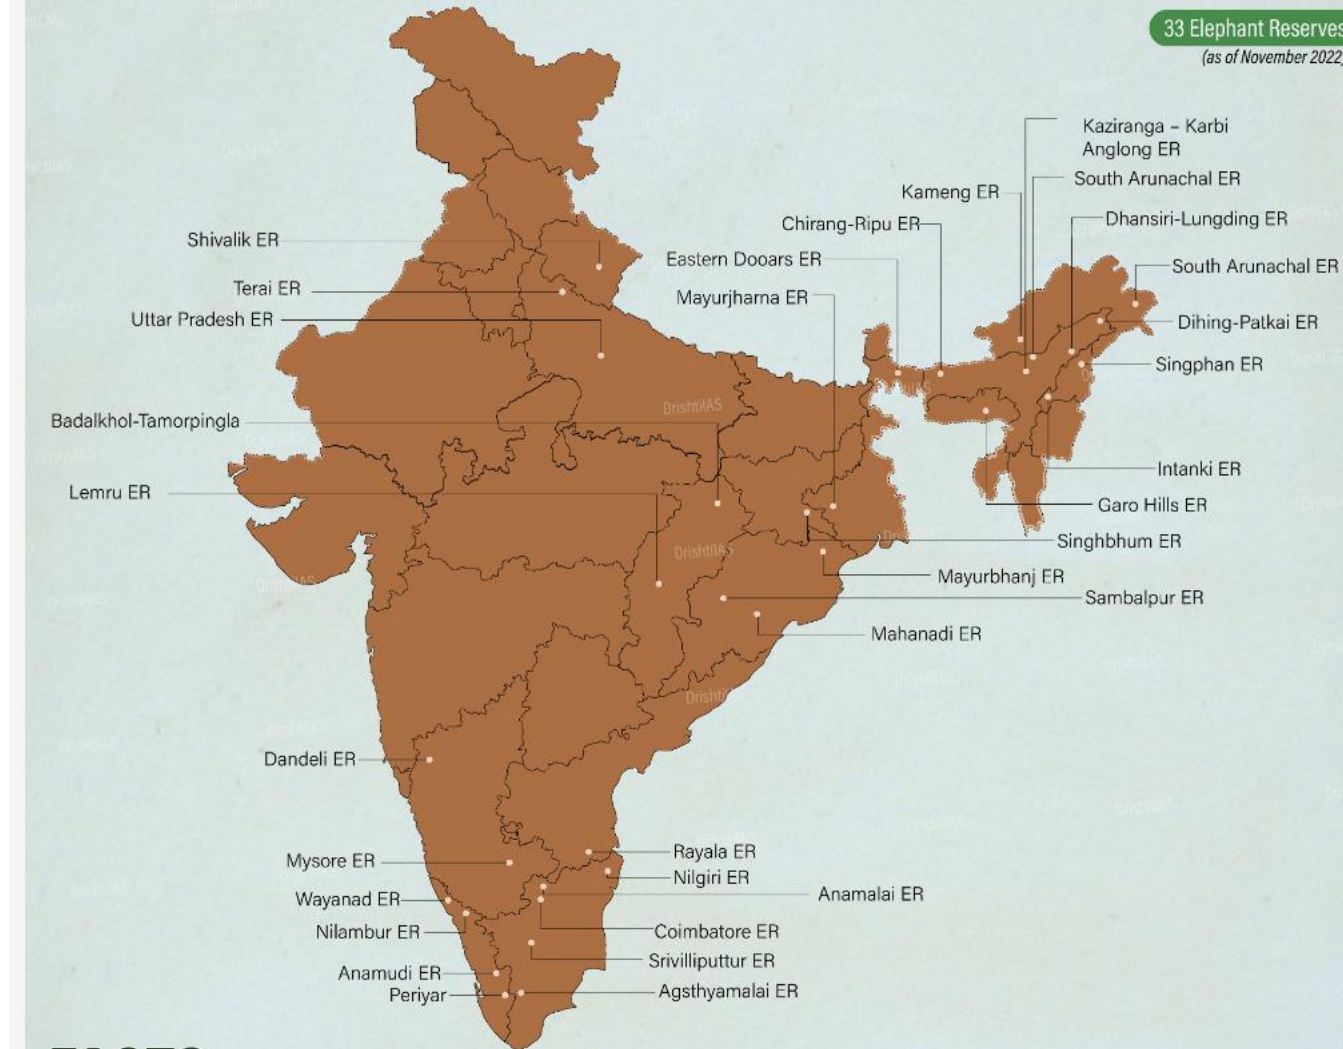 33 Elephant Reserves
(as of November 2022)
Kaziranga – Karbi
Anglong ER
South Arunachal ER
Kameng ER
Dhansiri-Lungding ER
Chirang-Ripu ER
Shivalik ER
Eastern Dooars ER
South Arunachal ER
Terai ER
Mayurjharna ER
Uttar Pradesh ER
Dihing-Patkai ER
Singphan ER
DrishtiIAS
DrishtiIAS
Badalkhol-Tamorpingla
Intanki ER
Lemru ER
Garo Hills ER
Singhbhum ER
DrishtiIAS
Mayurbhanj ER
Sambalpur ER
Mahanadi ER
Dandeli ER
Rayala ER
Mysore ER
Nilgiri ER
Anamalai ER
Wayanad ER
Nilambur ER
Coimbatore ER
Srivilliputtur ER
Anamudi ER
Periyar
Agsthyamalai ER